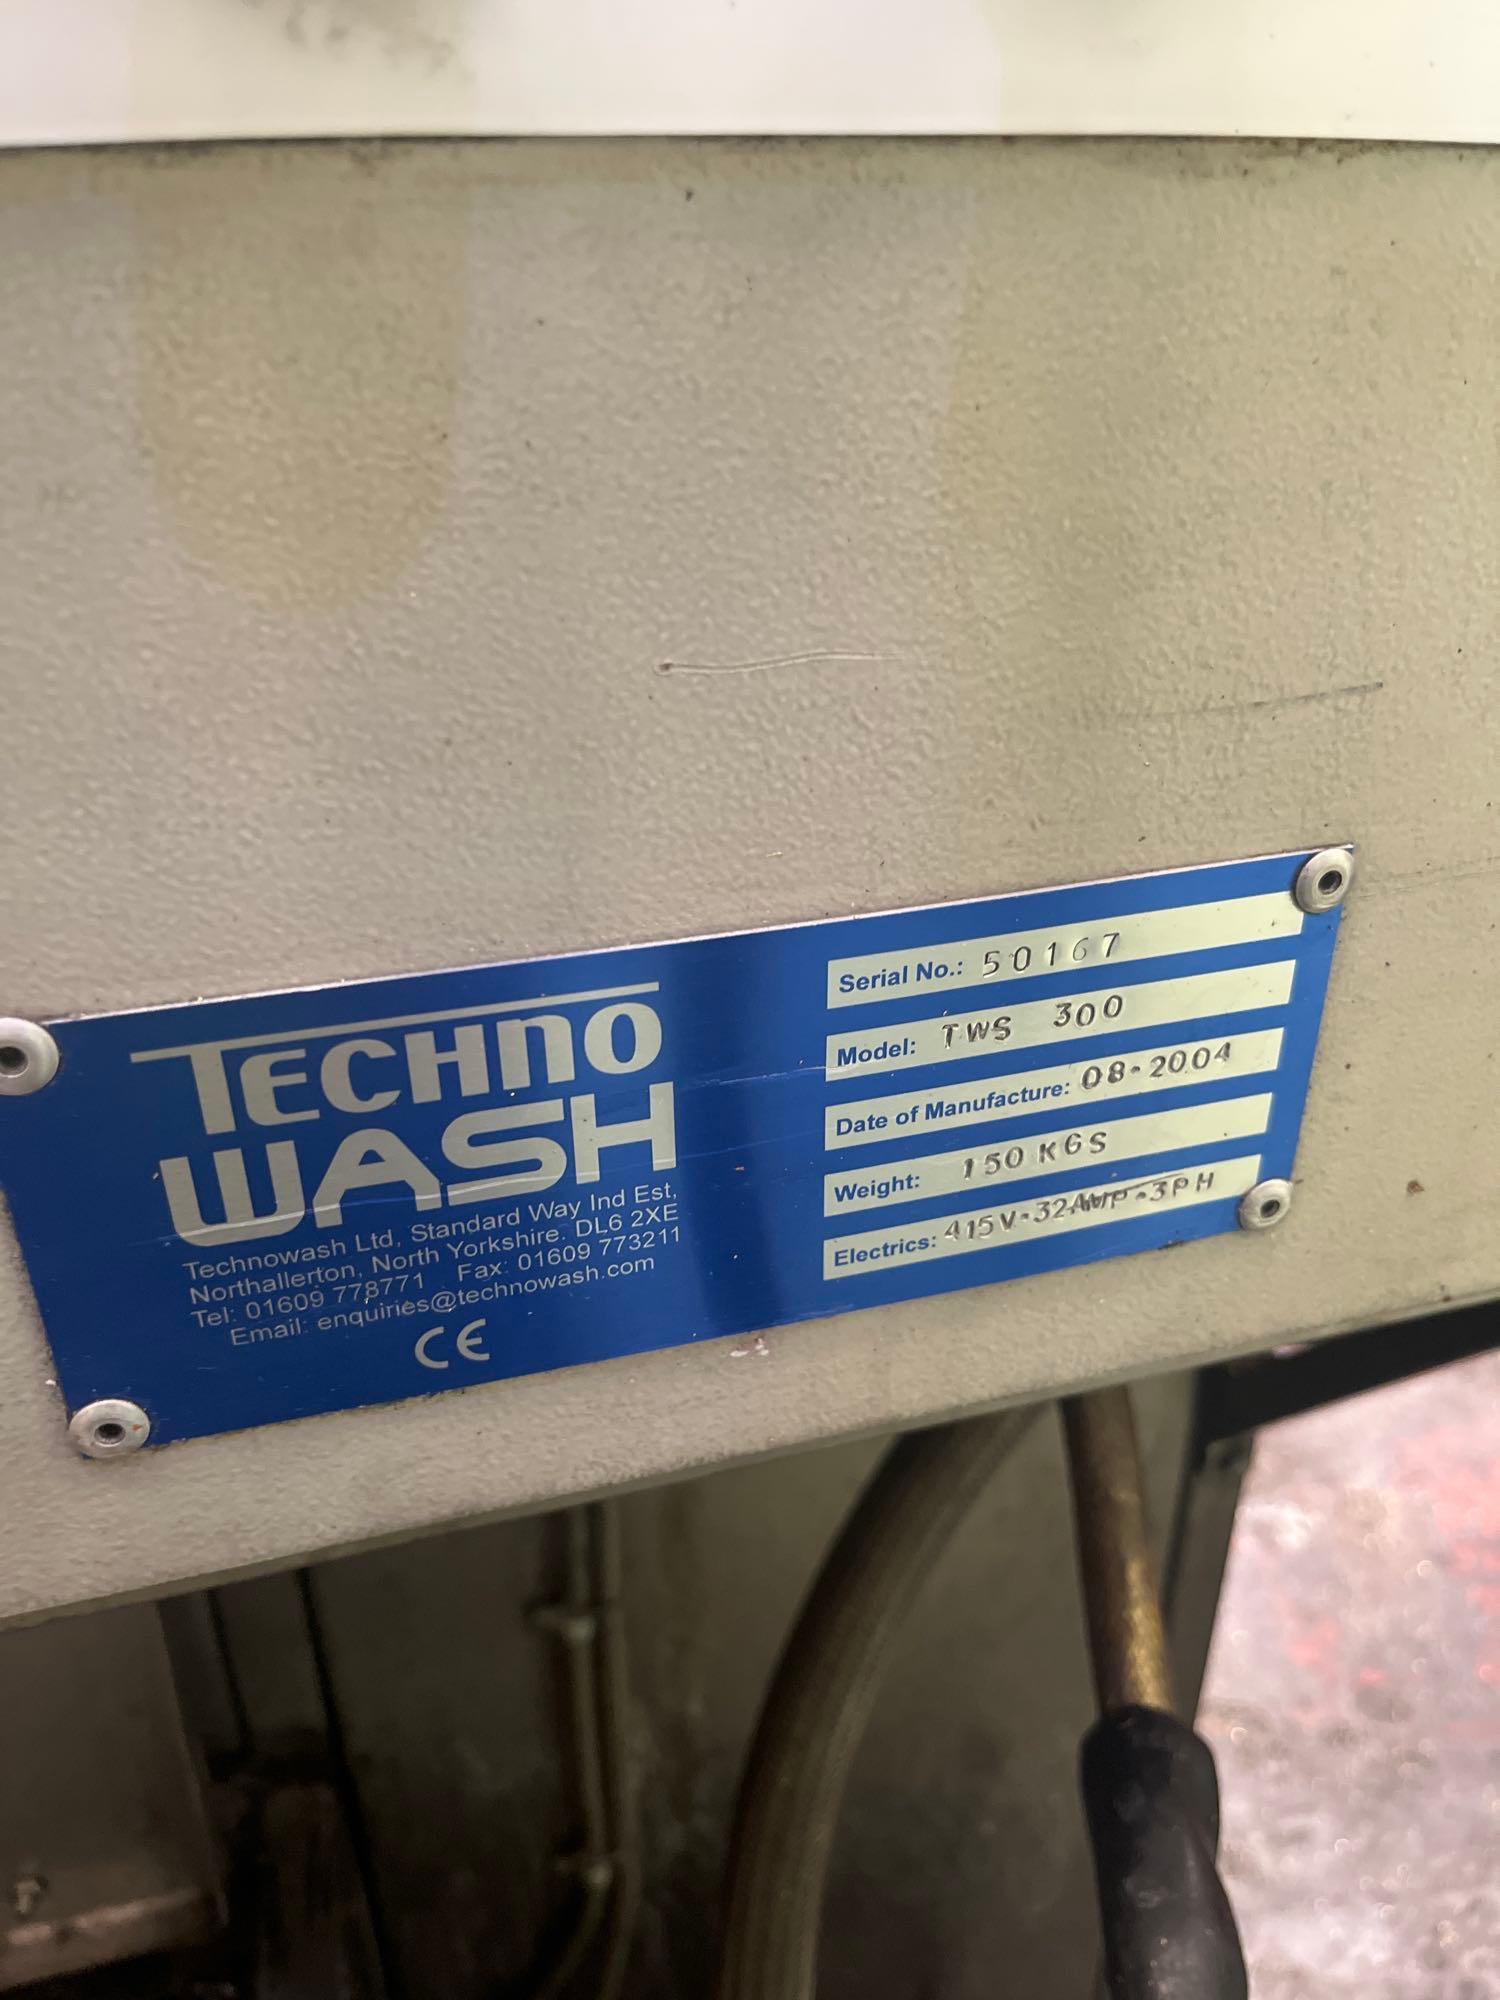 TECHNO
WASH
Technowash Ltd, Standard Way Ind Est,
Northallerton, North Yorkshire. DL6 2XE
Tel: 01609 778771 Fax: 01609 773211
Email: enquiries@technowash.com
CE
Serial No.: 50167
Model: TWS 300
Date of Manufacture: 08-2004
Weight: 150 KGS
Electrics: 415V-32AMP-3PH